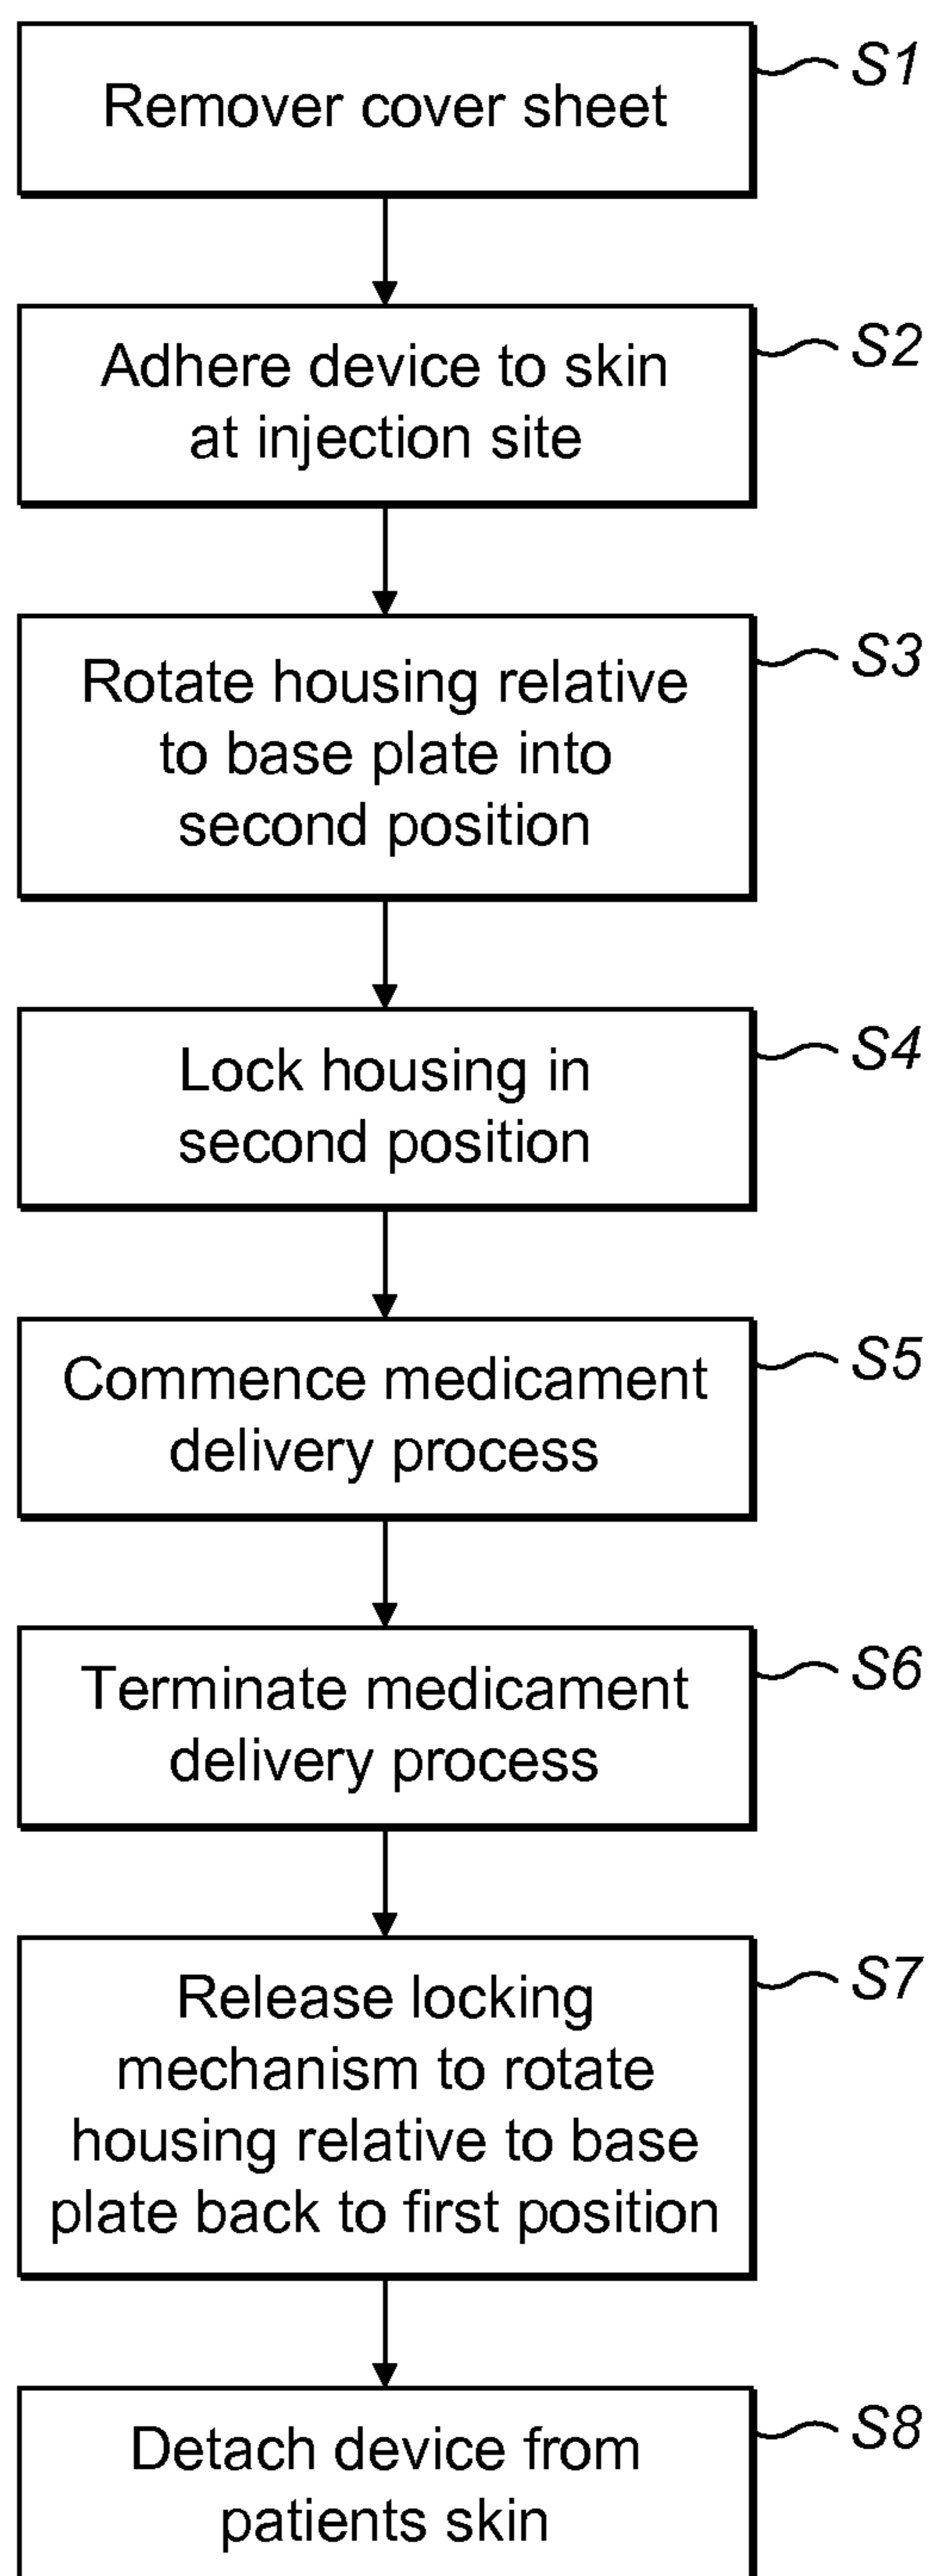 Remover cover sheet
S1
Adhere device to skin
at injection site
S2
Rotate housing relative
to base plate into
second position
S3
Lock housing in
second position
S4
Commence medicament
delivery process
S5
Terminate medicament
delivery process
S6
Release locking
mechanism to rotate
housing relative to base
plate back to first position
S7
Detach device from
patients skin
S8